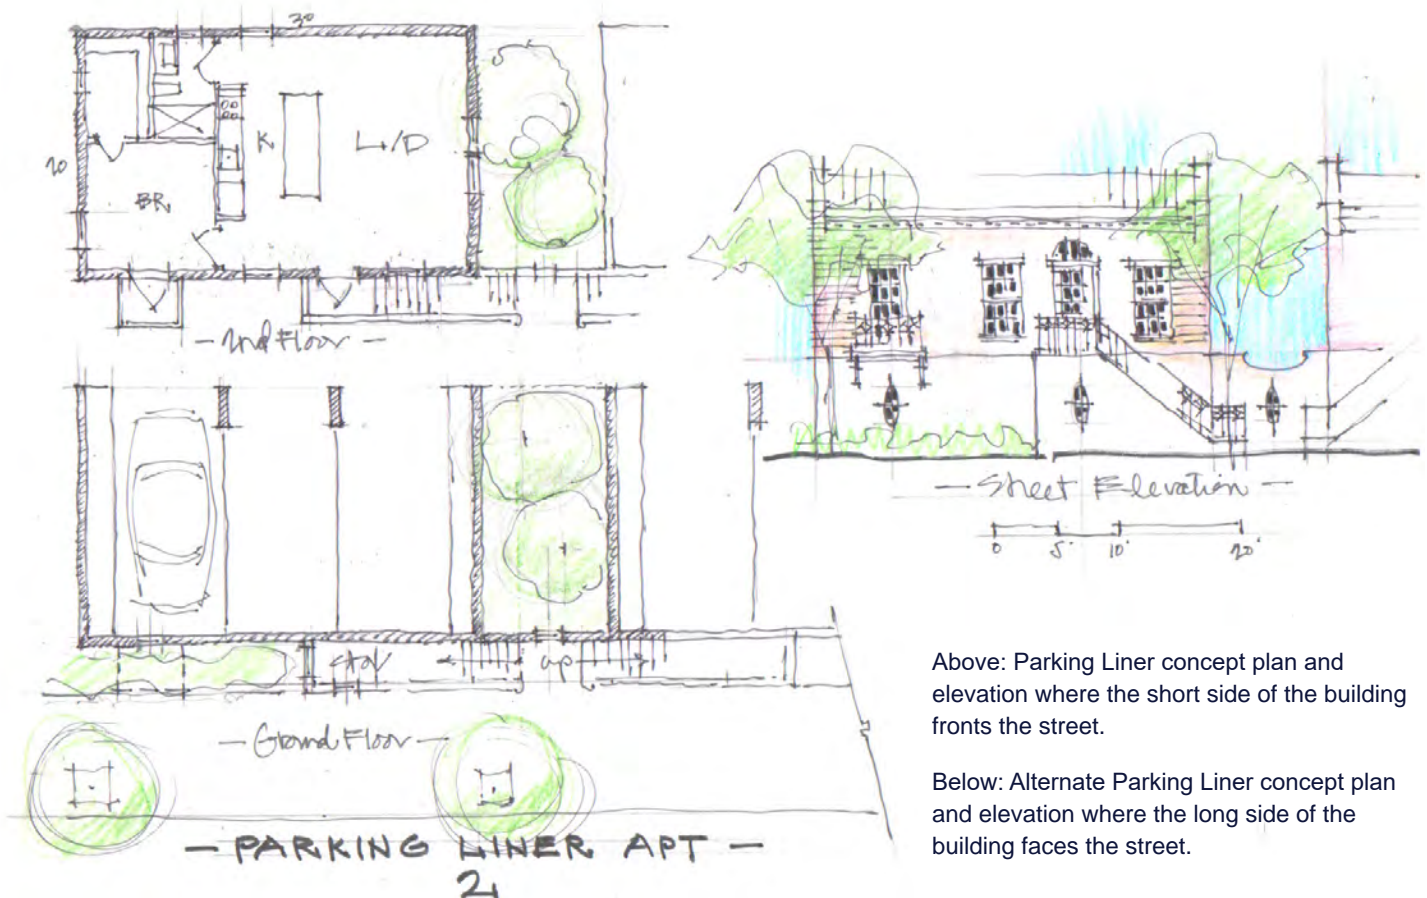 30
20
BR
K
L/D
- 2nd Floor -
stor
up
- Ground Floor -
- PARKING LINER APT -
2
- Street Elevation -
0 5' 10' 20'
Above: Parking Liner concept plan and
elevation where the short side of the building
fronts the street.
Below: Alternate Parking Liner concept plan
and elevation where the long side of the
building faces the street.